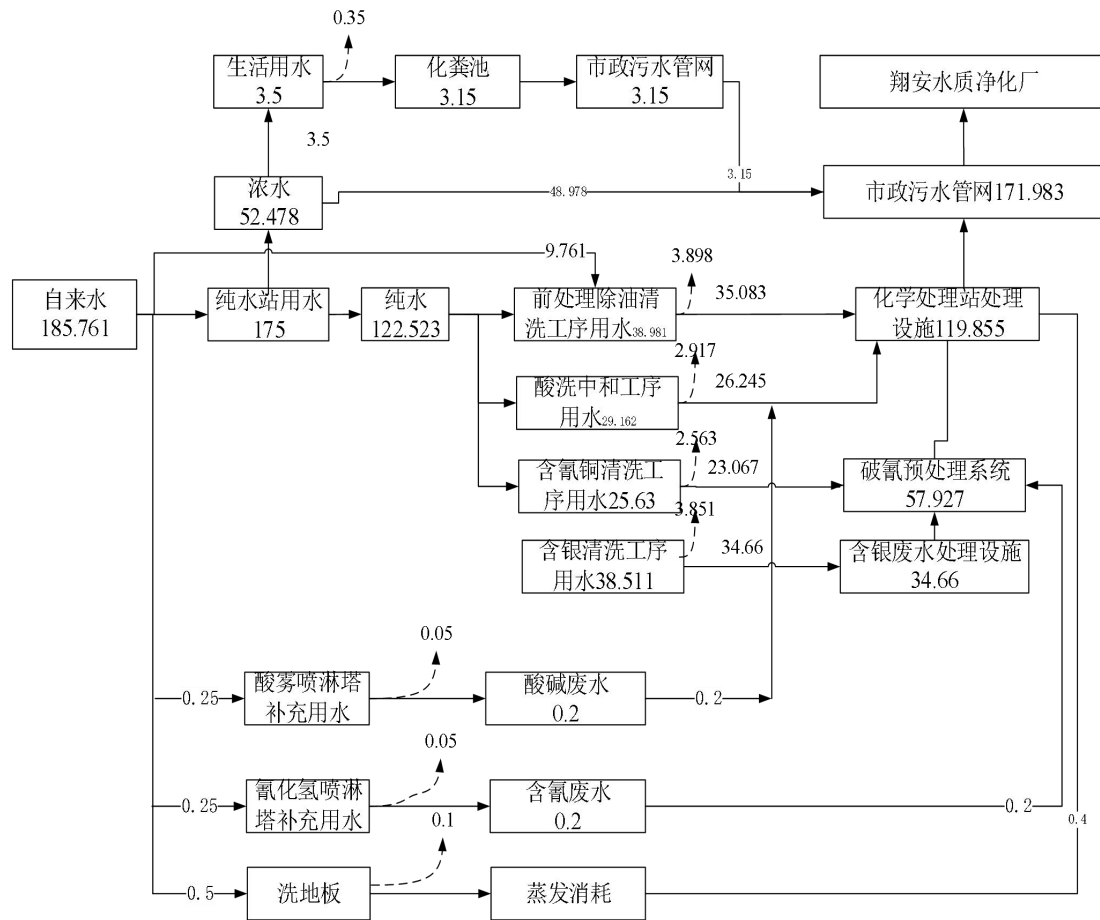 0.35
生活用水
3.5
化粪池
3.15
市政污水管网
3.15
翔安水质净化厂
3.5
3.15
浓水
52.478
48.978
市政污水管网171.983
9.761
3.898
自来水
185.761
纯水站用水
175
纯水
122.523
前处理除油清
洗工序用水38.981
35.083
化学处理站处理
设施119.855
2.917
酸洗中和工序
用水29.162
26.245
2.563
含氰铜清洗工
序用水25.63
23.067
破氰预处理系统
57.927
3.851
含银清洗工序
用水38.511
34.66
含银废水处理设施
34.66
0.05
0.25
酸雾喷淋塔
补充用水
酸碱废水
0.2
0.2
0.05
0.25
氰化氢喷淋
塔补充用水
含氰废水
0.2
0.2
0.1
0.4
0.5
洗地板
蒸发消耗